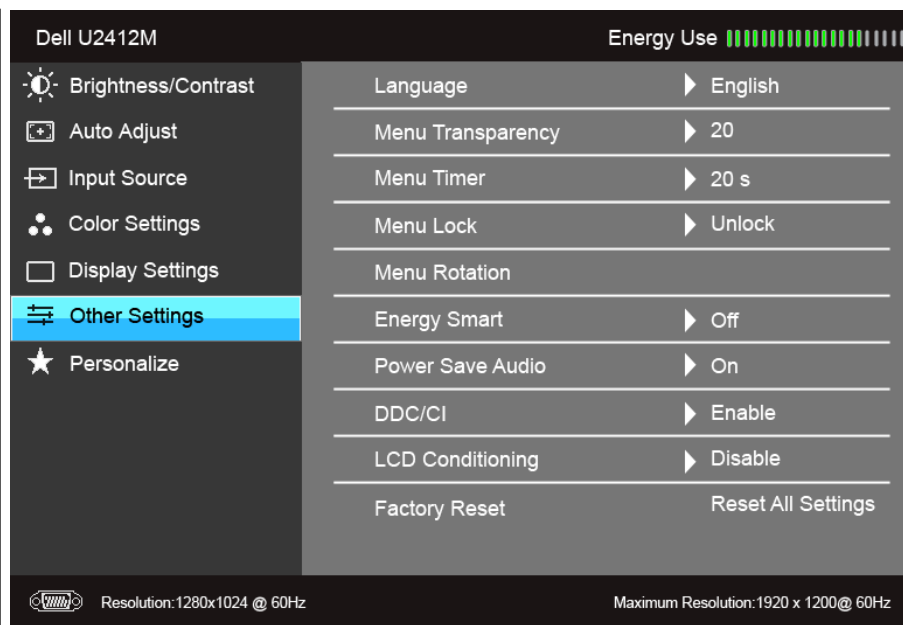 Dell U2412M Energy Use
Brightness/Contrast
Auto Adjust
Input Source
Color Settings
Display Settings
Other Settings
Personalize
Language English
Menu Transparency 20
Menu Timer 20 s
Menu Lock Unlock
Menu Rotation
Energy Smart Off
Power Save Audio On
DDC/CI Enable
LCD Conditioning Disable
Factory Reset Reset All Settings
Resolution:1280x1024 @ 60Hz Maximum Resolution:1920 x 1200@ 60Hz